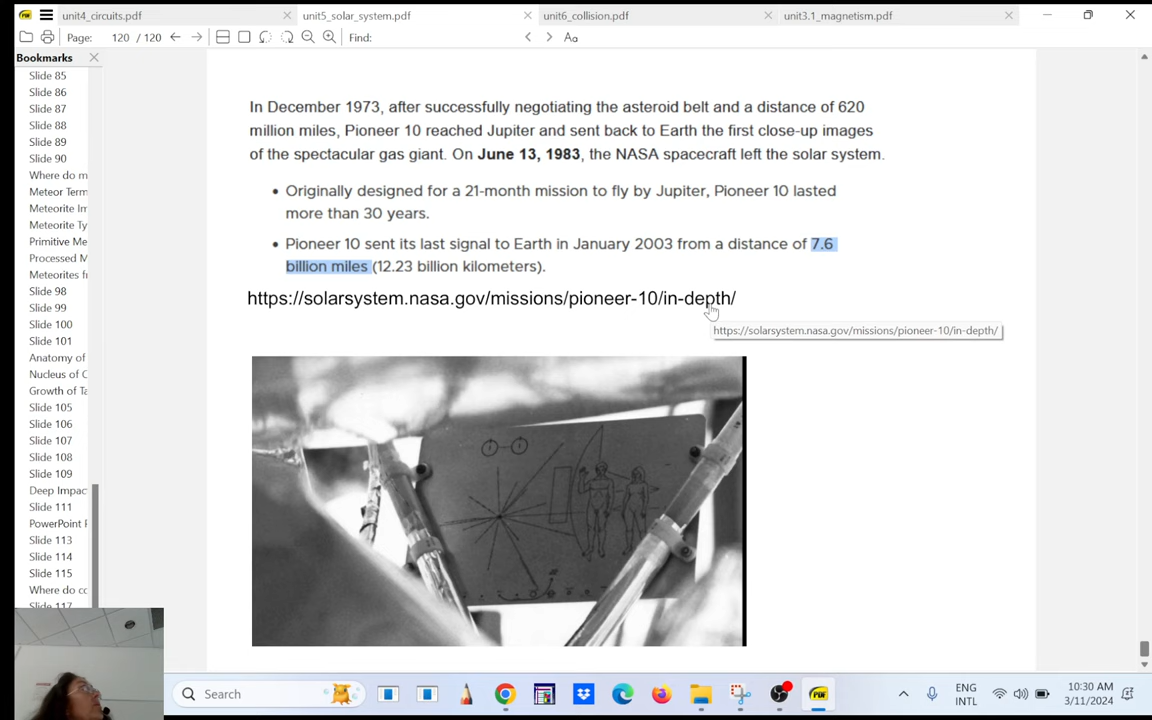 unit4_circuits.pdf
unit5_solar_system.pdf
unit6_collision.pdf
unit3.1_magnetism.pdf
Page: 120 / 120
Find:
Aa
Bookmarks
Slide 85
Slide 86
Slide 87
Slide 88
Slide 89
Slide 90
Where do m
Meteor Term
Meteorite Im
Meteorite Ty
Primitive Me
Processed M
Meteorites fr
Slide 98
Slide 99
Slide 100
Slide 101
Anatomy of
Nucleus of C
Growth of Ta
Slide 105
Slide 106
Slide 107
Slide 108
Slide 109
Deep Impac
Slide 111
PowerPoint P
Slide 113
Slide 114
Slide 115
Where do co
Slide 117
In December 1973, after successfully negotiating the asteroid belt and a distance of 620
million miles, Pioneer 10 reached Jupiter and sent back to Earth the first close-up images
of the spectacular gas giant. On June 13, 1983, the NASA spacecraft left the solar system.
• Originally designed for a 21-month mission to fly by Jupiter, Pioneer 10 lasted
more than 30 years.
• Pioneer 10 sent its last signal to Earth in January 2003 from a distance of 7.6
billion miles (12.23 billion kilometers).
https://solarsystem.nasa.gov/missions/pioneer-10/in-depth/
https://solarsystem.nasa.gov/missions/pioneer-10/in-depth/
Search
PDF
ENG
INTL
10:30 AM
3/11/2024